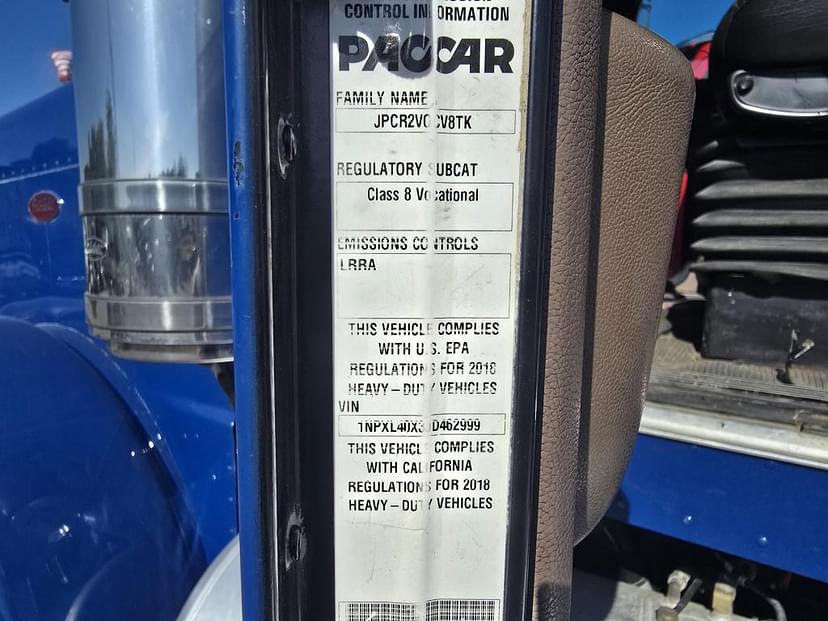 CONTROL INFORMATION
PACCAR
FAMILY NAME
REGULATORY SUBCAT
Class 8 Vocational
EMISSIONS CONTROLS
LRRA
THIS VEHICLE COMPLIES
WITH U.S. EPA
REGULATIONS FOR 2018
HEAVY-DUTY VEHICLES
VIN
THIS VEHICLE COMPLIES
WITH CALIFORNIA
REGULATIONS FOR 2018
HEAVY-DUTY VEHICLES